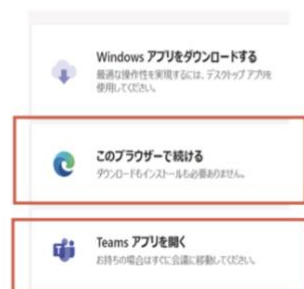 Windows アプリをダウンロードする
最適な操作性を実現するには、デスクトップ アプリを
使用してください。
このブラウザーで続ける
ダウンロードもインストールも必要ありません。
Teams アプリを開く
お持ちの場合はすぐに会議に移動してください。